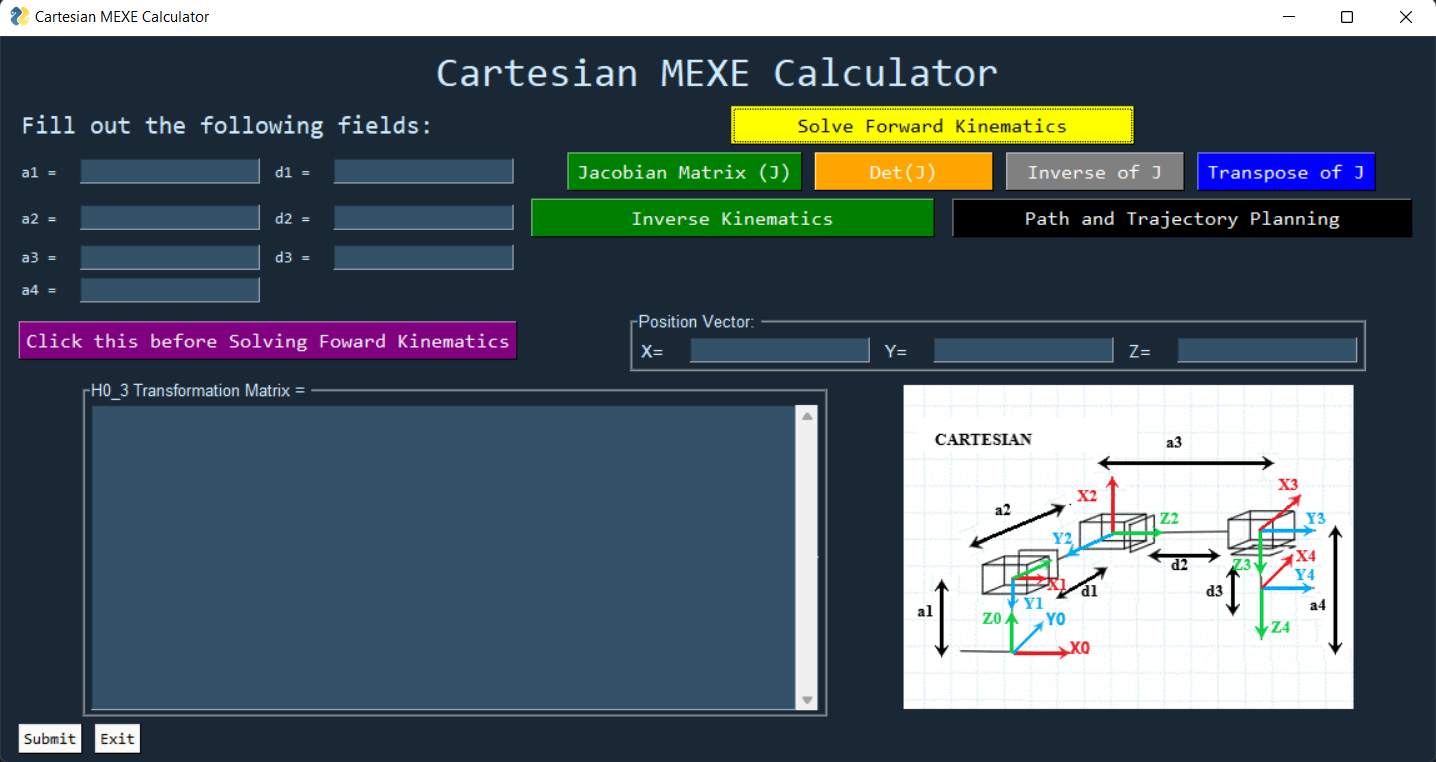 Cartesian MEXE Calculator
Cartesian MEXE Calculator
Fill out the following fields:
Solve Forward Kinematics
a1 =
d1 =
Jacobian Matrix (J)
Det(J)
Inverse of J
Transpose of J
a2 =
d2 =
Inverse Kinematics
Path and Trajectory Planning
a3 =
d3 =
a4 =
Click this before Solving Foward Kinematics
Position Vector:
X=
Y=
Z=
H0_3 Transformation Matrix =
CARTESIAN
a3
X2
X3
a2
Z2
Y3
Y2
X1
d1
d2
Z3
X4
Y4
a1
Y1
d3
a4
Z0
Y0
Z4
X0
Submit
Exit